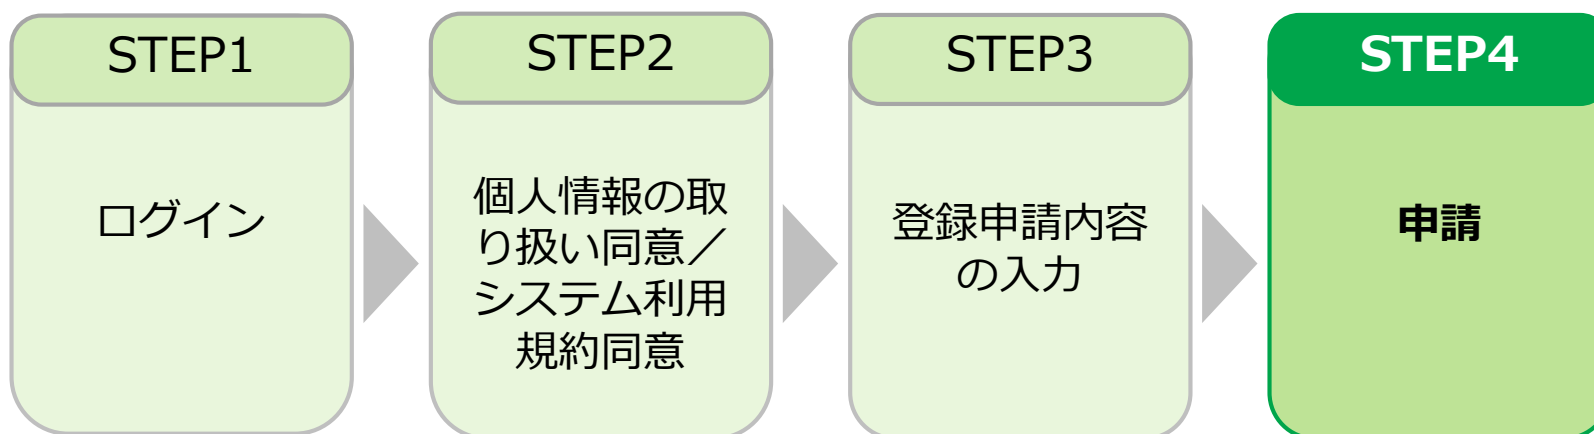 STEP1
ログイン
STEP2
個人情報の取
り扱い同意／
システム利用
規約同意
STEP3
登録申請内容
の入力
STEP4
申請